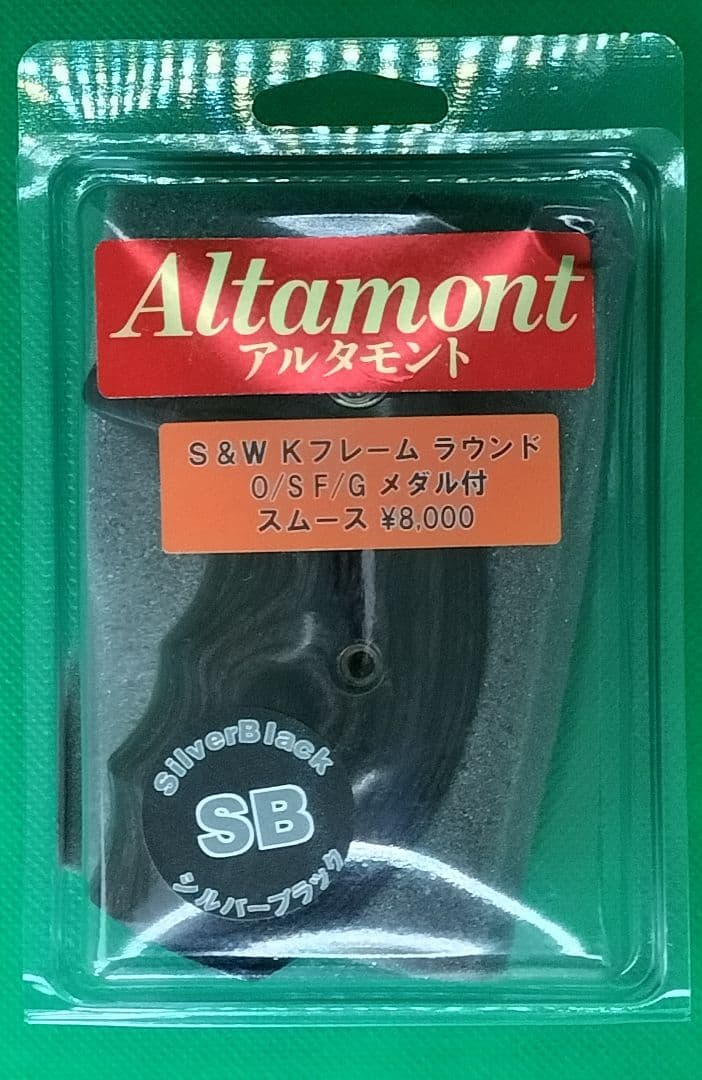 Altamont
アルタモント
S&W Kフレーム ラウンド
O/S F/G メダル付
スムース ¥8,000
SilverBlack
SB
シルバーブラック